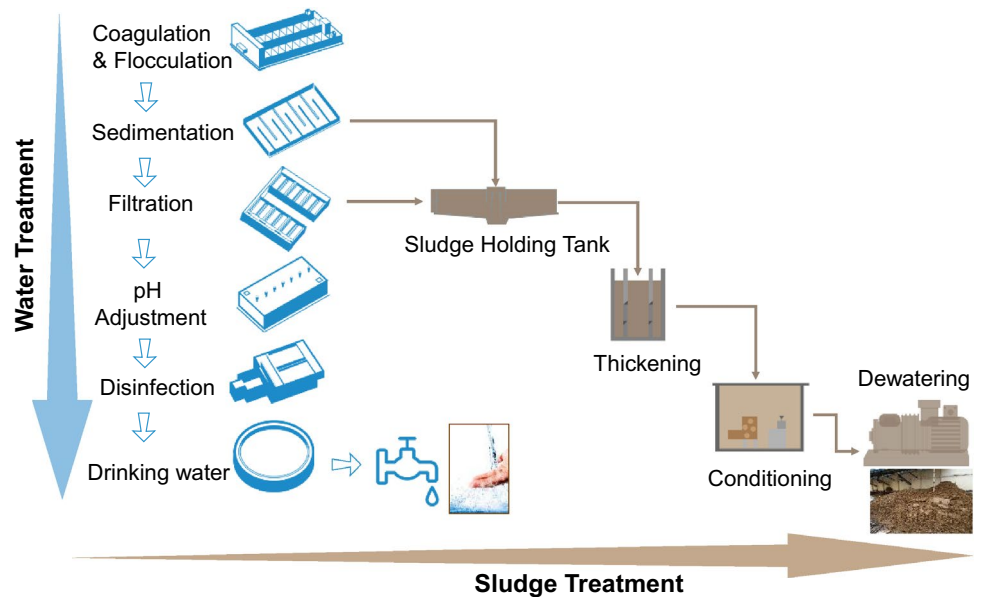 Coagulation
& Flocculation
Sedimentation
Filtration
Sludge Holding Tank
pH
Adjustment
Thickening
Disinfection
Dewatering
Drinking water
Conditioning
Water Treatment
Sludge Treatment